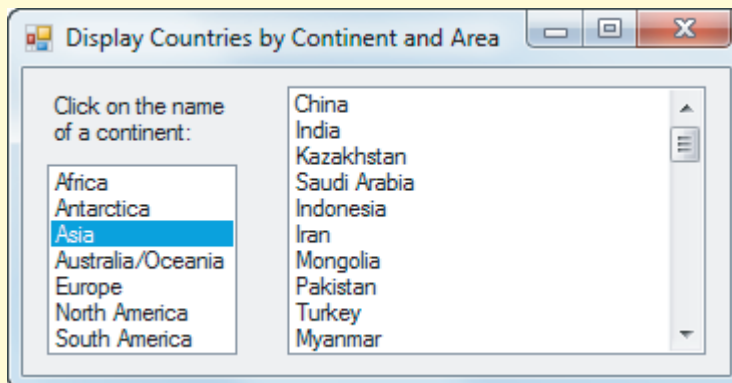 Display Countries by Continent and Area
Click on the name
of a continent:
Africa
Antarctica
Asia
Australia/Oceania
Europe
North America
South America
China
India
Kazakhstan
Saudi Arabia
Indonesia
Iran
Mongolia
Pakistan
Turkey
Myanmar